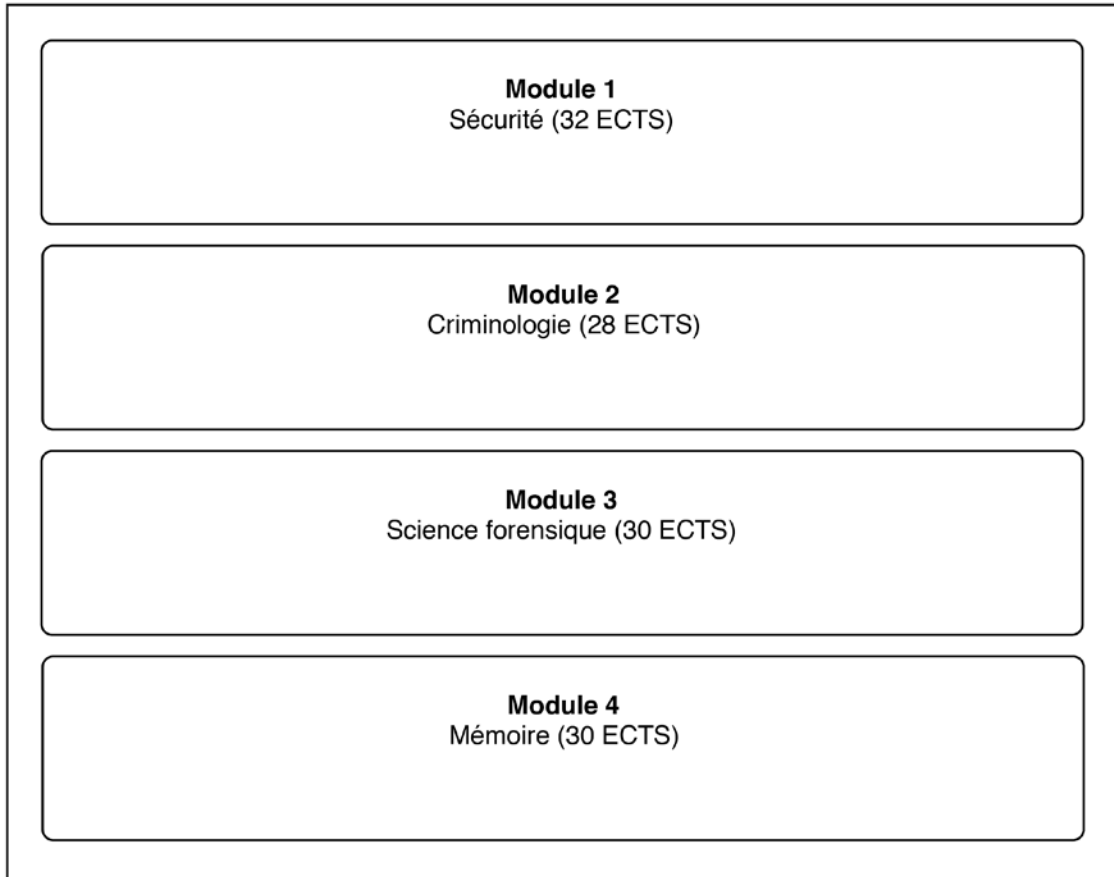 Module 1
Sécurité (32 ECTS)
Module 2
Criminologie (28 ECTS)
Module 3
Science forensique (30 ECTS)
Module 4
Mémoire (30 ECTS)